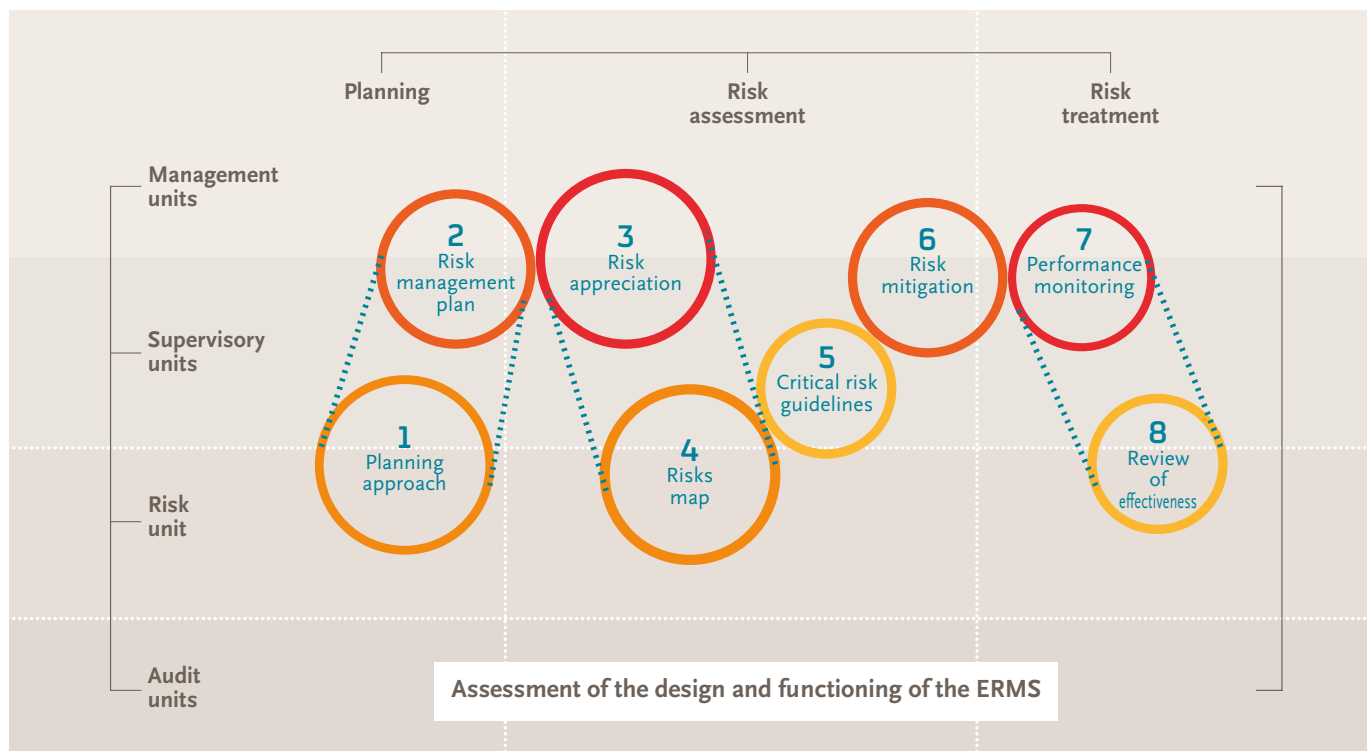 Planning
Risk
assessment
Risk
treatment
Management
units
2
Risk
management
plan
3
Risk
appreciation
6
Risk
mitigation
7
Performance
monitoring
Supervisory
units
5
Critical risk
guidelines
1
Planning
approach
4
Risks
map
8
Review
of
effectiveness
Risk
unit
Audit
units
Assessment of the design and functioning of the ERMS